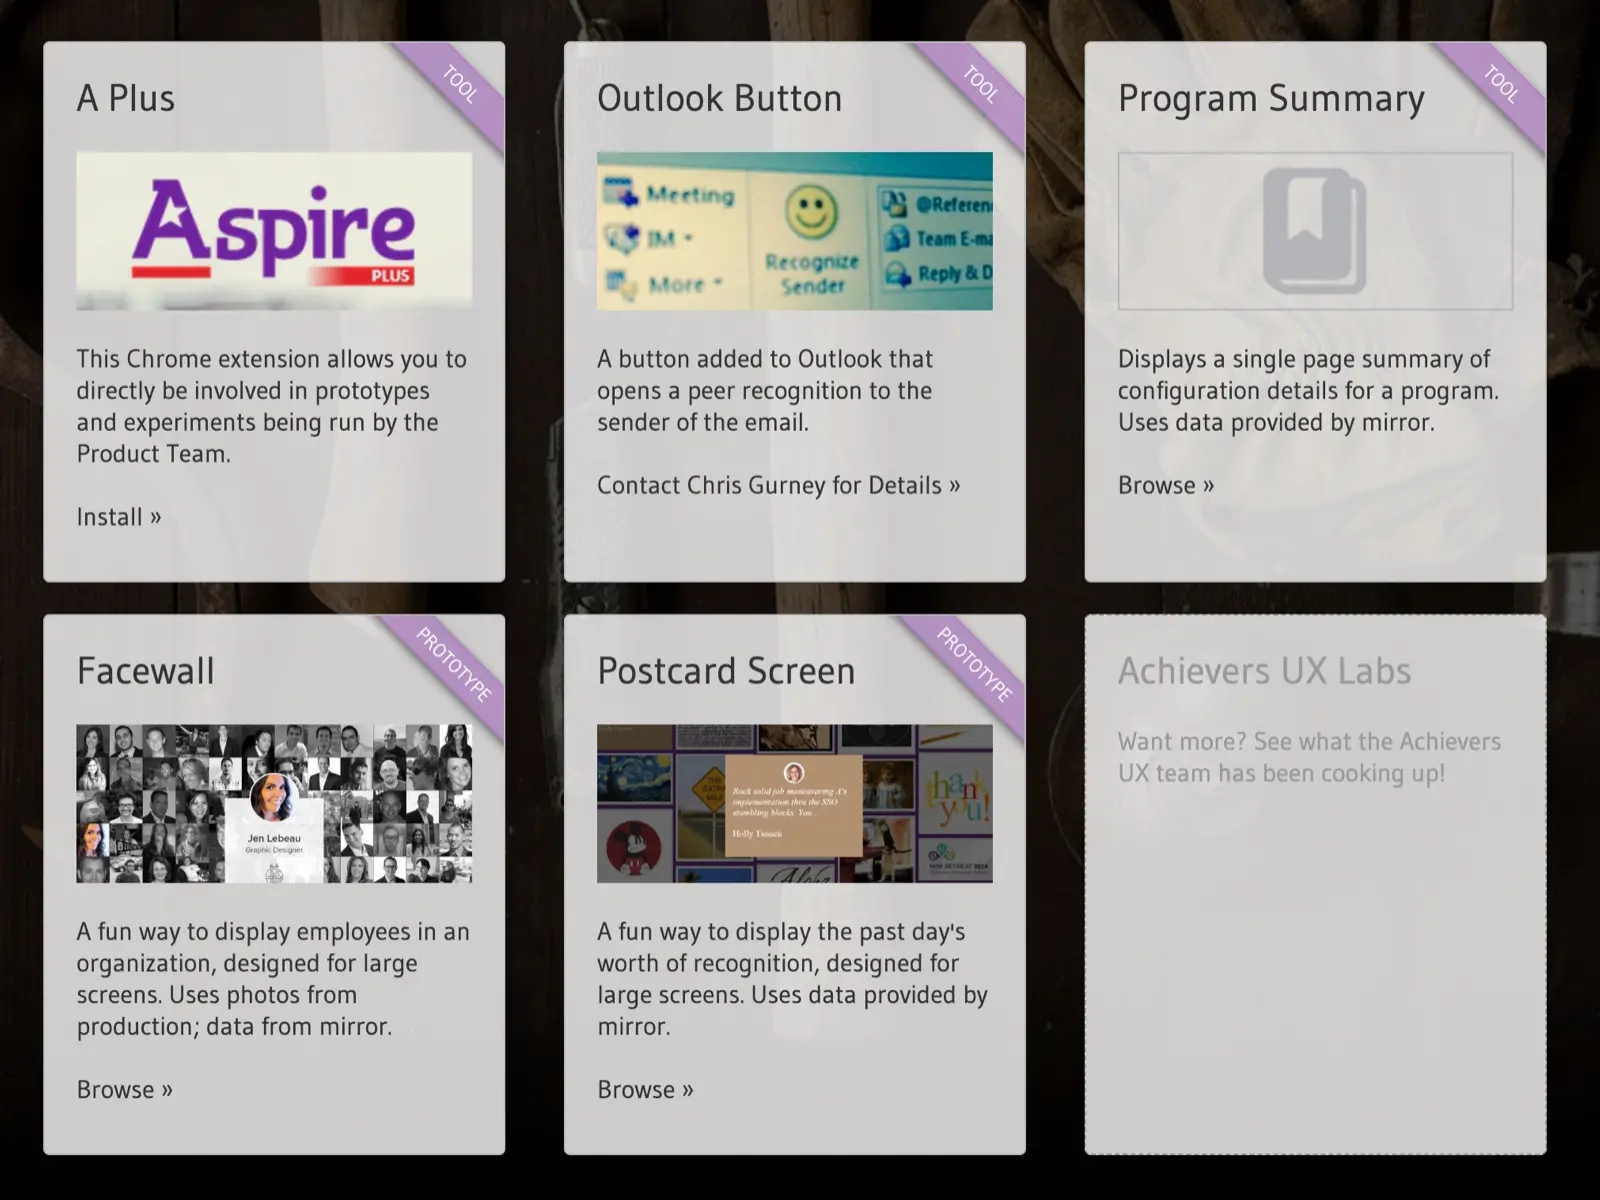 A Plus
TOOL
Aspire
PLUS
This Chrome extension allows you to
directly be involved in prototypes
and experiments being run by the
Product Team.
Install »
Outlook Button
TOOL
Meeting
IM
More
Recognize
Sender
@Referen
Team E-ma
Reply & D
A button added to Outlook that
opens a peer recognition to the
sender of the email.
Contact Chris Gurney for Details »
Program Summary
TOOL
Displays a single page summary of
configuration details for a program.
Uses data provided by mirror.
Browse »
Facewall
PROTOTYPE
Jen Lebeau
Graphic Designer
A fun way to display employees in an
organization, designed for large
screens. Uses photos from
production; data from mirror.
Browse »
Postcard Screen
PROTOTYPE
THE
EXTRA
MILE
Rock solid job maneuvering A's
implementation thru the SSO
stumbling blocks. You...
Holly Tiessen
thank
you!
Aloha
A fun way to display the past day's
worth of recognition, designed for
large screens. Uses data provided by
mirror.
Browse »
Achievers UX Labs
Want more? See what the Achievers
UX team has been cooking up!